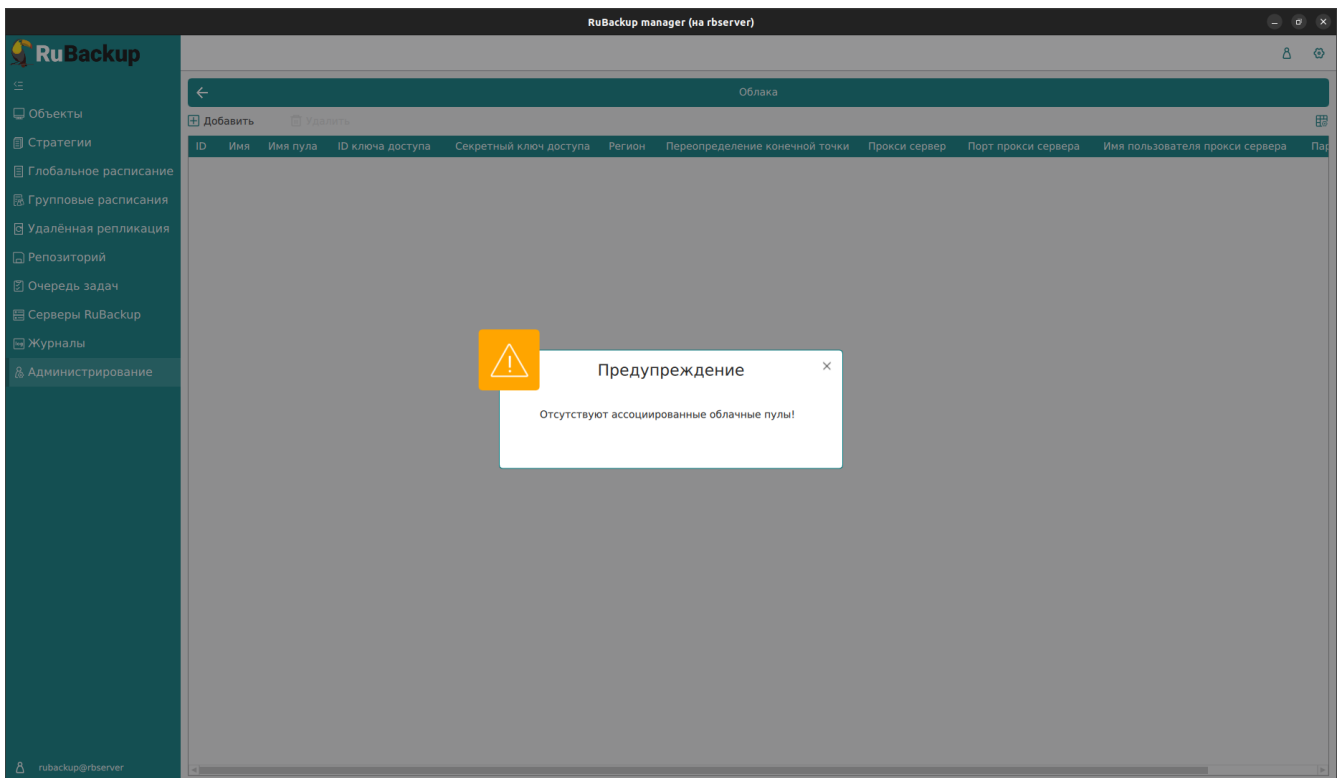 RuBackup manager (на rbserver)
RuBackup
Облака
Объекты
Стратегии
Глобальное расписание
Групповые расписания
Удалённая репликация
Репозиторий
Очередь задач
Серверы RuBackup
Журналы
Администрирование
Добавить Удалить
ID Имя Имя пула ID ключа доступа Секретный ключ доступа Регион Переопределение конечной точки Прокси сервер Порт прокси сервера Имя пользователя прокси сервера Пар
Предупреждение
Отсутствуют ассоциированные облачные пулы!
rubackup@rbserver